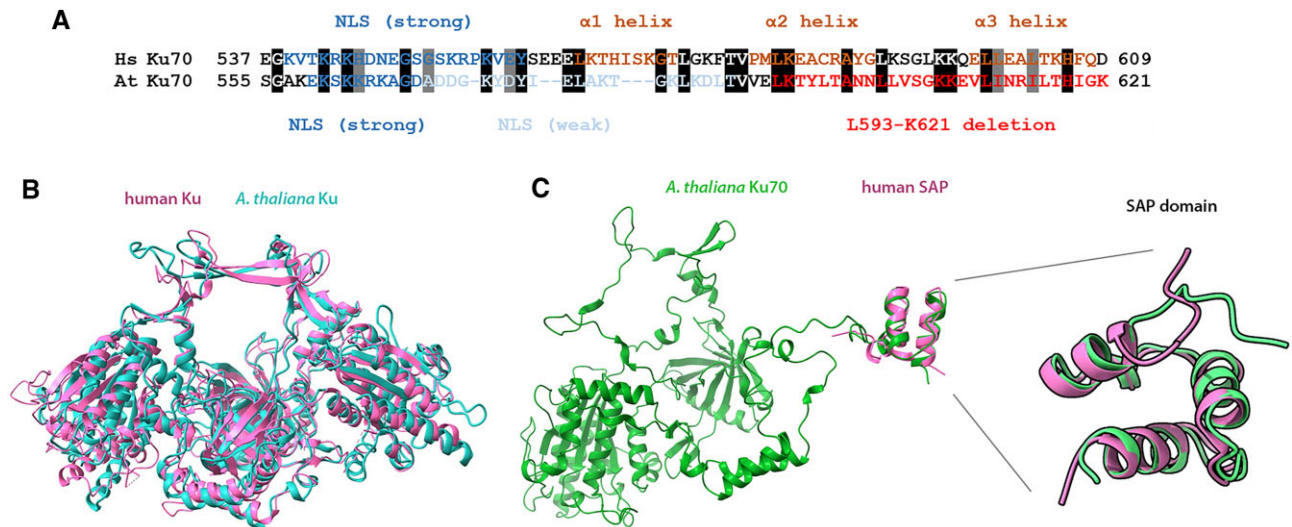 A
NLS (strong) α1 helix α2 helix α3 helix
Hs Ku70 537 EGKVTKRKHDNEGSGSKRPKVEYSEEELKTHISKGTLGKFTVPMLKEACRAYGLKSGLKKQELLEALTKHFQD 609
At Ku70 555 SGAKEKSKKRKAGDADDG-KYDYI--ELAKT---GKLKDLTVVELKTYLTANNLLVSGKKEVLINRILTHIGK 621
NLS (strong) NLS (weak) L593-K621 deletion
B
human Ku A. thaliana Ku
C
A. thaliana Ku70 human SAP
SAP domain